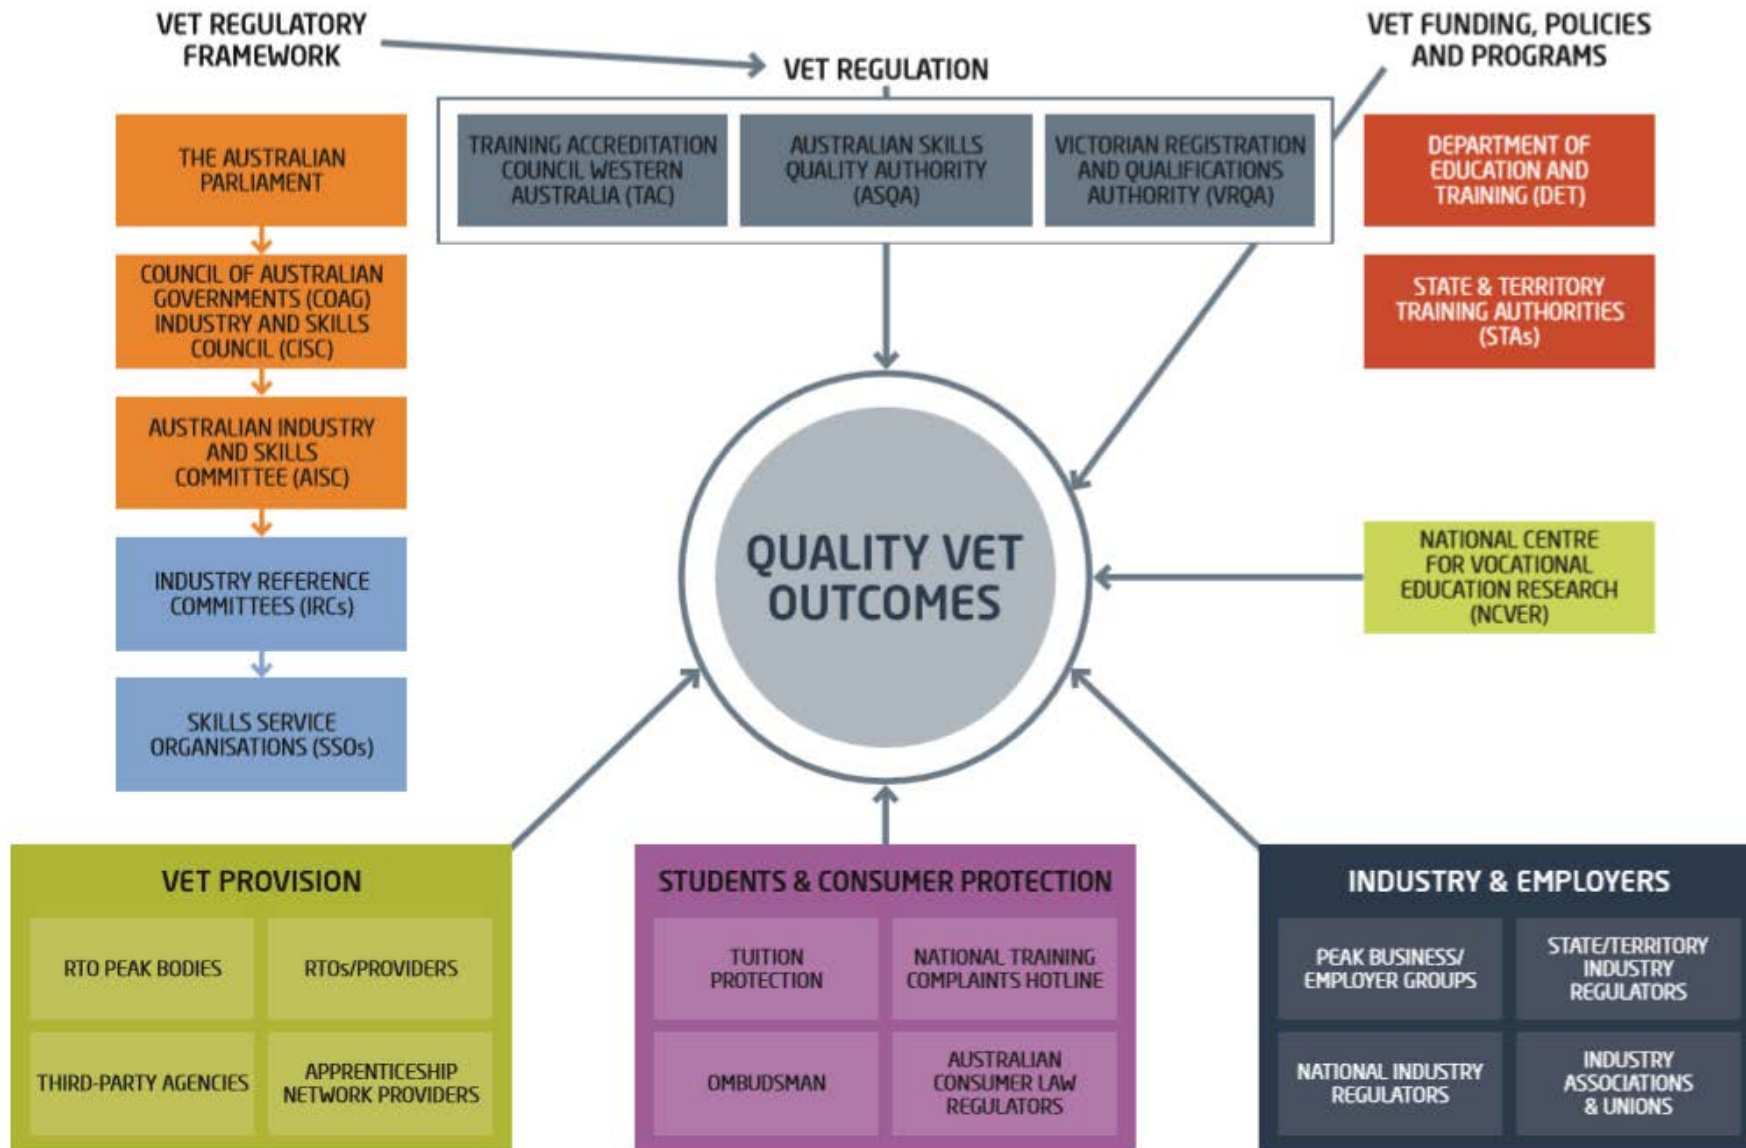 VET REGULATORY
FRAMEWORK
VET REGULATION
VET FUNDING, POLICIES
AND PROGRAMS
THE AUSTRALIAN
PARLIAMENT
COUNCIL OF AUSTRALIAN
GOVERNMENTS (COAG)
INDUSTRY AND SKILLS
COUNCIL (CISC)
AUSTRALIAN INDUSTRY
AND SKILLS
COMMITTEE (AISC)
INDUSTRY REFERENCE
COMMITTEES (IRCs)
SKILLS SERVICE
ORGANISATIONS (SSOs)
TRAINING ACCREDITATION
COUNCIL WESTERN
AUSTRALIA (TAC)
AUSTRALIAN SKILLS
QUALITY AUTHORITY
(ASQA)
VICTORIAN REGISTRATION
AND QUALIFICATIONS
AUTHORITY (VRQA)
DEPARTMENT OF
EDUCATION AND
TRAINING (DET)
STATE & TERRITORY
TRAINING AUTHORITIES
(STAs)
QUALITY VET
OUTCOMES
NATIONAL CENTRE
FOR VOCATIONAL
EDUCATION RESEARCH
(NCVER)
VET PROVISION
RTO PEAK BODIES
RTOs/PROVIDERS
THIRD-PARTY AGENCIES
APPRENTICESHIP
NETWORK PROVIDERS
STUDENTS & CONSUMER PROTECTION
TUITION
PROTECTION
NATIONAL TRAINING
COMPLAINTS HOTLINE
OMBUDSMAN
AUSTRALIAN
CONSUMER LAW
REGULATORS
INDUSTRY & EMPLOYERS
PEAK BUSINESS/
EMPLOYER GROUPS
STATE/TERRITORY
INDUSTRY
REGULATORS
NATIONAL INDUSTRY
REGULATORS
INDUSTRY
ASSOCIATIONS
& UNIONS